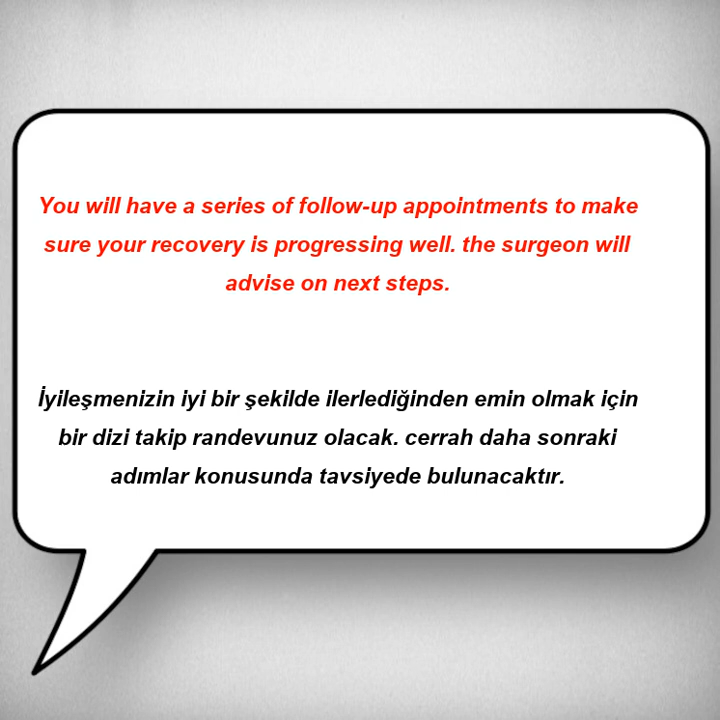 You will have a series of follow-up appointments to make
sure your recovery is progressing well. the surgeon will
advise on next steps.
İyileşmenizin iyi bir şekilde ilerlediğinden emin olmak için
bir dizi takip randevunuz olacak. cerrah daha sonraki
adımlar konusunda tavsiyede bulunacaktır.